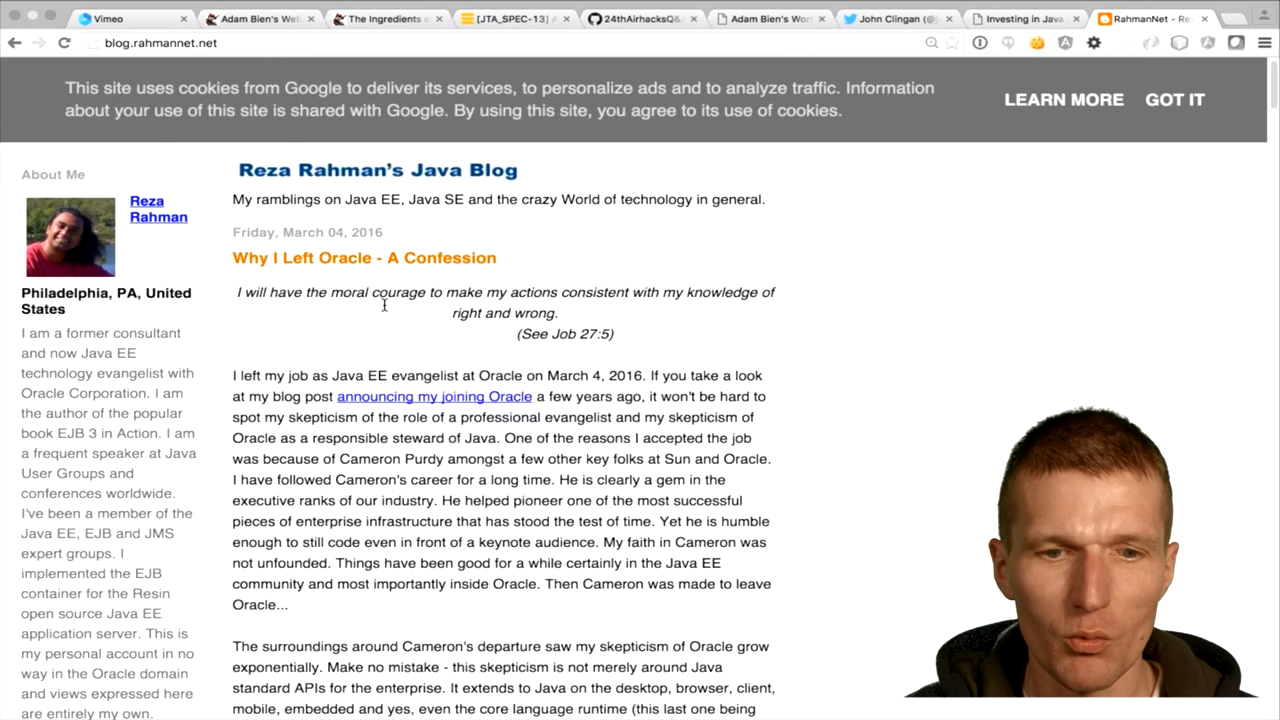 Vimeo
Adam Bien's Web
The Ingredients o
[JTA_SPEC-13] A
24thAirhacksQ&
Adam Bien's Wor
John Clingan (@j
Investing in Java
RahmanNet - Re
blog.rahmannet.net
This site uses cookies from Google to deliver its services, to personalize ads and to analyze traffic. Information
about your use of this site is shared with Google. By using this site, you agree to its use of cookies.
LEARN MORE
GOT IT
About Me
Reza
Rahman
Philadelphia, PA, United
States
I am a former consultant
and now Java EE
technology evangelist with
Oracle Corporation. I am
the author of the popular
book EJB 3 in Action. I am
a frequent speaker at Java
User Groups and
conferences worldwide.
I've been a member of the
Java EE, EJB and JMS
expert groups. I
implemented the EJB
container for the Resin
open source Java EE
application server. This is
my personal account in no
way in the Oracle domain
and views expressed here
are entirely my own.
Reza Rahman's Java Blog
My ramblings on Java EE, Java SE and the crazy World of technology in general.
Friday, March 04, 2016
Why I Left Oracle - A Confession
I will have the moral courage to make my actions consistent with my knowledge of
right and wrong.
(See Job 27:5)
I left my job as Java EE evangelist at Oracle on March 4, 2016. If you take a look
at my blog post announcing my joining Oracle a few years ago, it won't be hard to
spot my skepticism of the role of a professional evangelist and my skepticism of
Oracle as a responsible steward of Java. One of the reasons I accepted the job
was because of Cameron Purdy amongst a few other key folks at Sun and Oracle.
I have followed Cameron's career for a long time. He is clearly a gem in the
executive ranks of our industry. He helped pioneer one of the most successful
pieces of enterprise infrastructure that has stood the test of time. Yet he is humble
enough to still code even in front of a keynote audience. My faith in Cameron was
not unfounded. Things have been good for a while certainly in the Java EE
community and most importantly inside Oracle. Then Cameron was made to leave
Oracle...
The surroundings around Cameron's departure saw my skepticism of Oracle grow
exponentially. Make no mistake - this skepticism is not merely around Java
standard APIs for the enterprise. It extends to Java on the desktop, browser, client,
mobile, embedded and yes, even the core language runtime (this last one being